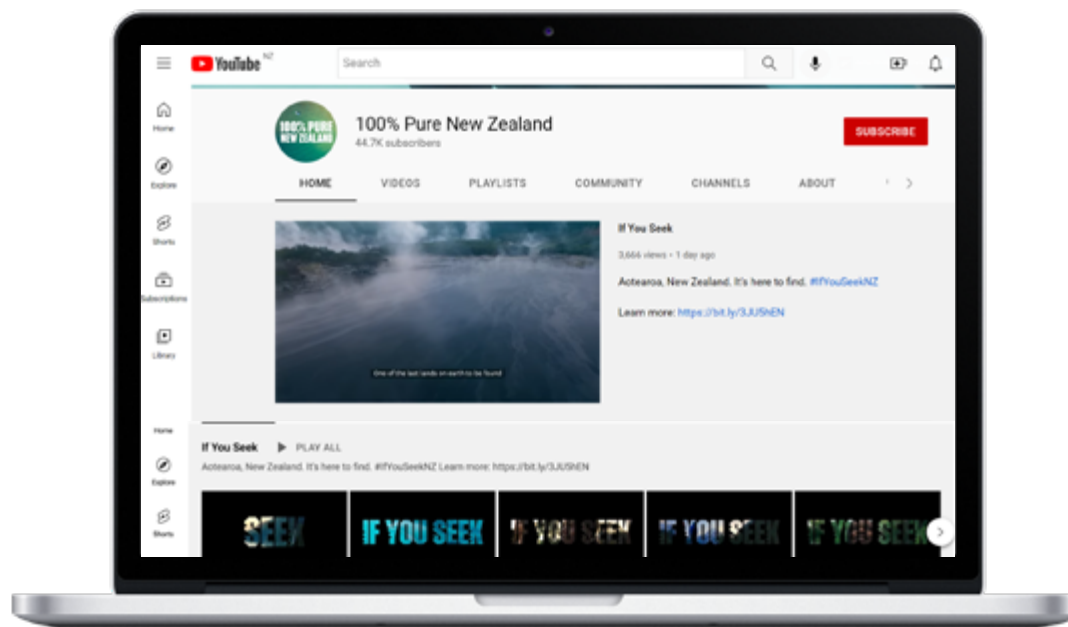 YouTube NZ
Search
Home
Explore
Shorts
Subscriptions
Library
100% PURE
NEW ZEALAND
100% Pure New Zealand
44.7K subscribers
SUBSCRIBE
HOME VIDEOS PLAYLISTS COMMUNITY CHANNELS ABOUT
One of the last lands on earth to be found
If You Seek
3,666 views • 1 day ago
Aotearoa, New Zealand. It's here to find. #IfYouSeekNZ
Learn more: https://bit.ly/3JU5hEN
Home
Explore
Shorts
If You Seek PLAY ALL
Aotearoa, New Zealand. It's here to find. #IfYouSeekNZ Learn more: https://bit.ly/3JU5hEN
SEEK
IF YOU SEEK
IF YOU SEEK
IF YOU SEEK
IF YOU SEEK